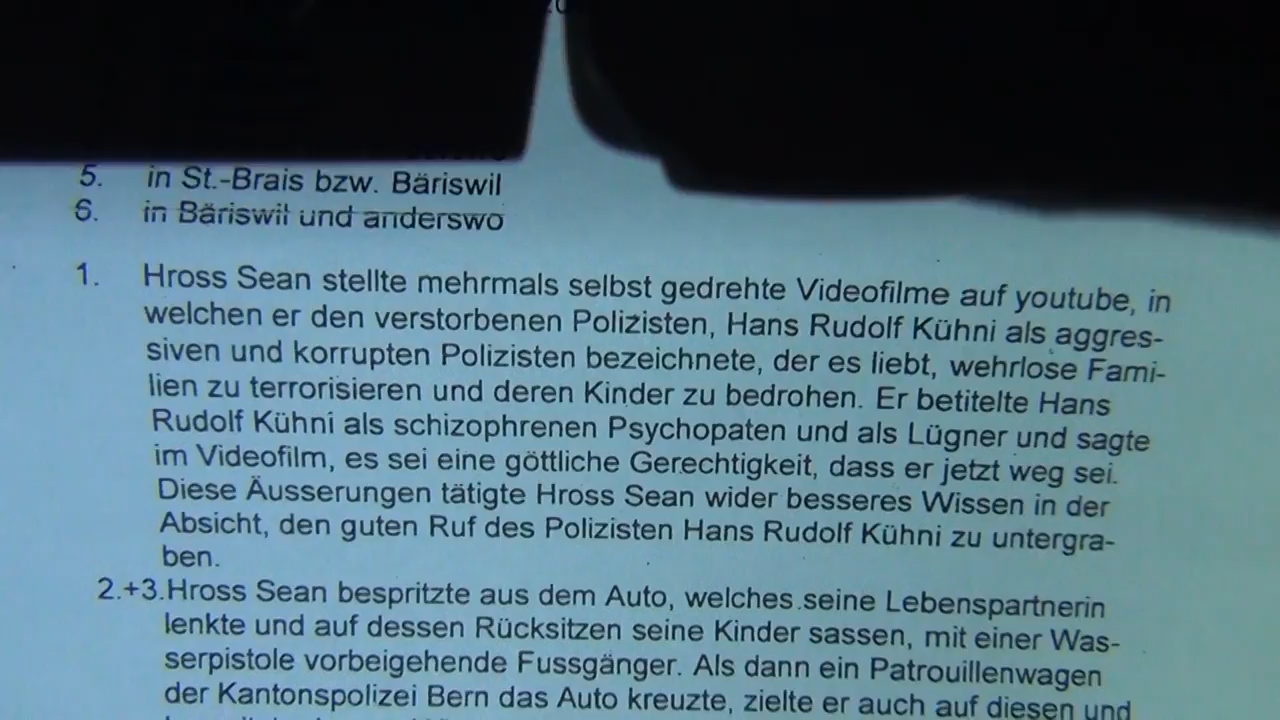 5. in St.-Brais bzw. Bäriswil
6. in Bäriswil und anderswo
1. Hross Sean stellte mehrmals selbst gedrehte Videofilme auf youtube, in
welchen er den verstorbenen Polizisten, Hans Rudolf Kühni als aggres-
siven und korrupten Polizisten bezeichnete, der es liebt, wehrlose Fami-
lien zu terrorisieren und deren Kinder zu bedrohen. Er betitelte Hans
Rudolf Kühni als schizophrenen Psychopaten und als Lügner und sagte
im Videofilm, es sei eine göttliche Gerechtigkeit, dass er jetzt weg sei.
Diese Äusserungen tätigte Hross Sean wider besseres Wissen in der
Absicht, den guten Ruf des Polizisten Hans Rudolf Kühni zu untergra-
ben.
2.+3.Hross Sean bespritzte aus dem Auto, welches seine Lebenspartnerin
lenkte und auf dessen Rücksitzen seine Kinder sassen, mit einer Was-
serpistole vorbeigehende Fussgänger. Als dann ein Patrouillenwagen
der Kantonspolizei Bern das Auto kreuzte, zielte er auch auf diesen und